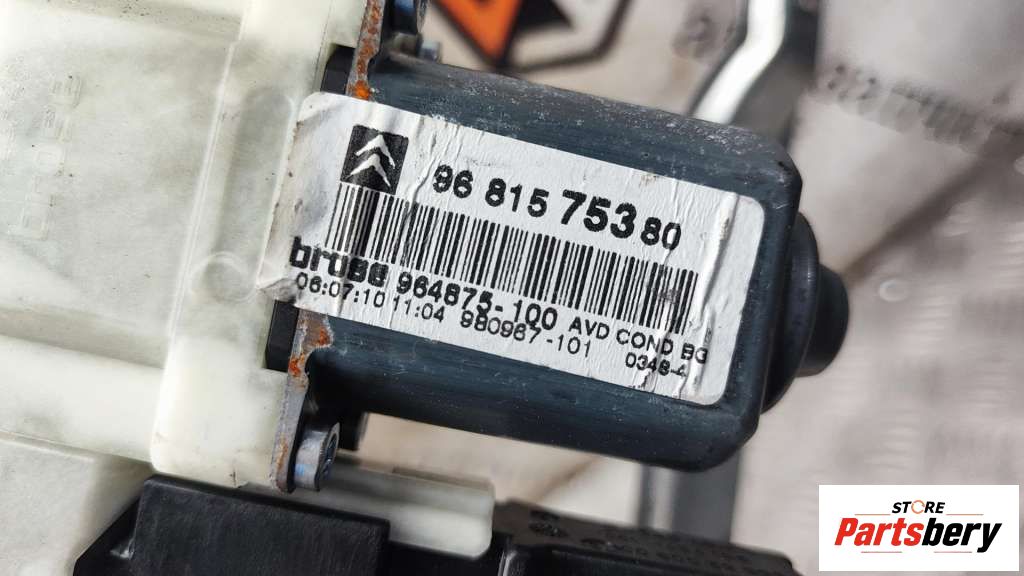 96 815 753 80
brose 964875-100 AVD COND BG
06:07:10 11:04 980987-101 0348-4
STORE
Partsbery